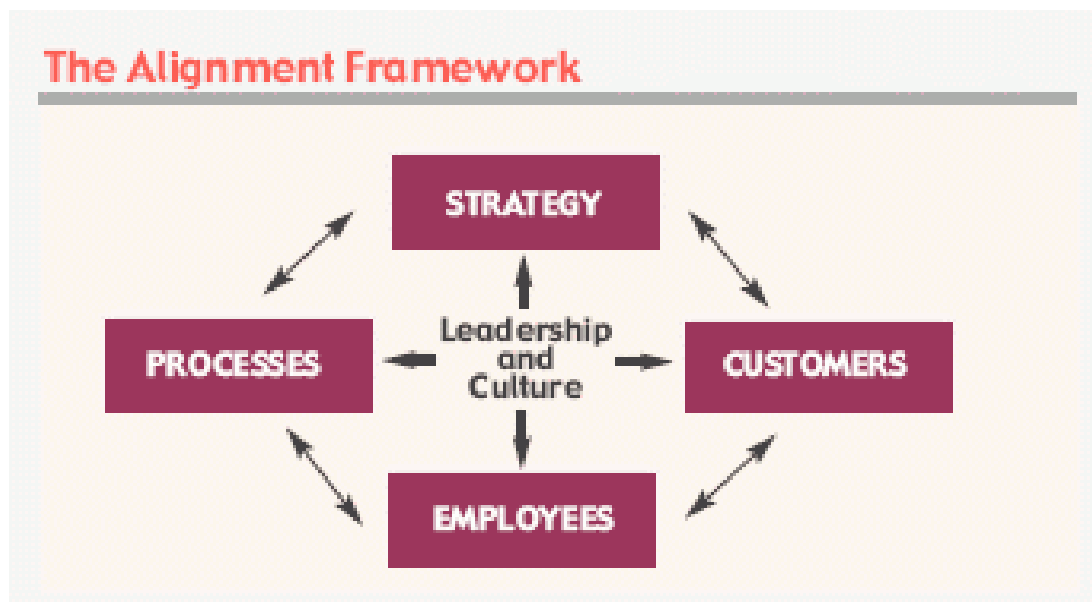 The Alignment Framework
STRATEGY
PROCESSES
Leadership
and
Culture
CUSTOMERS
EMPLOYEES